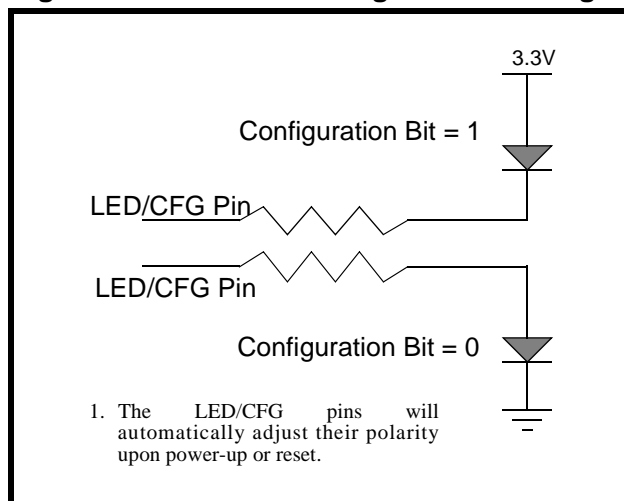 3.3V
Configuration Bit = 1
LED/CFG Pin
LED/CFG Pin
Configuration Bit = 0
1. The LED/CFG pins will
automatically adjust their polarity
upon power-up or reset.